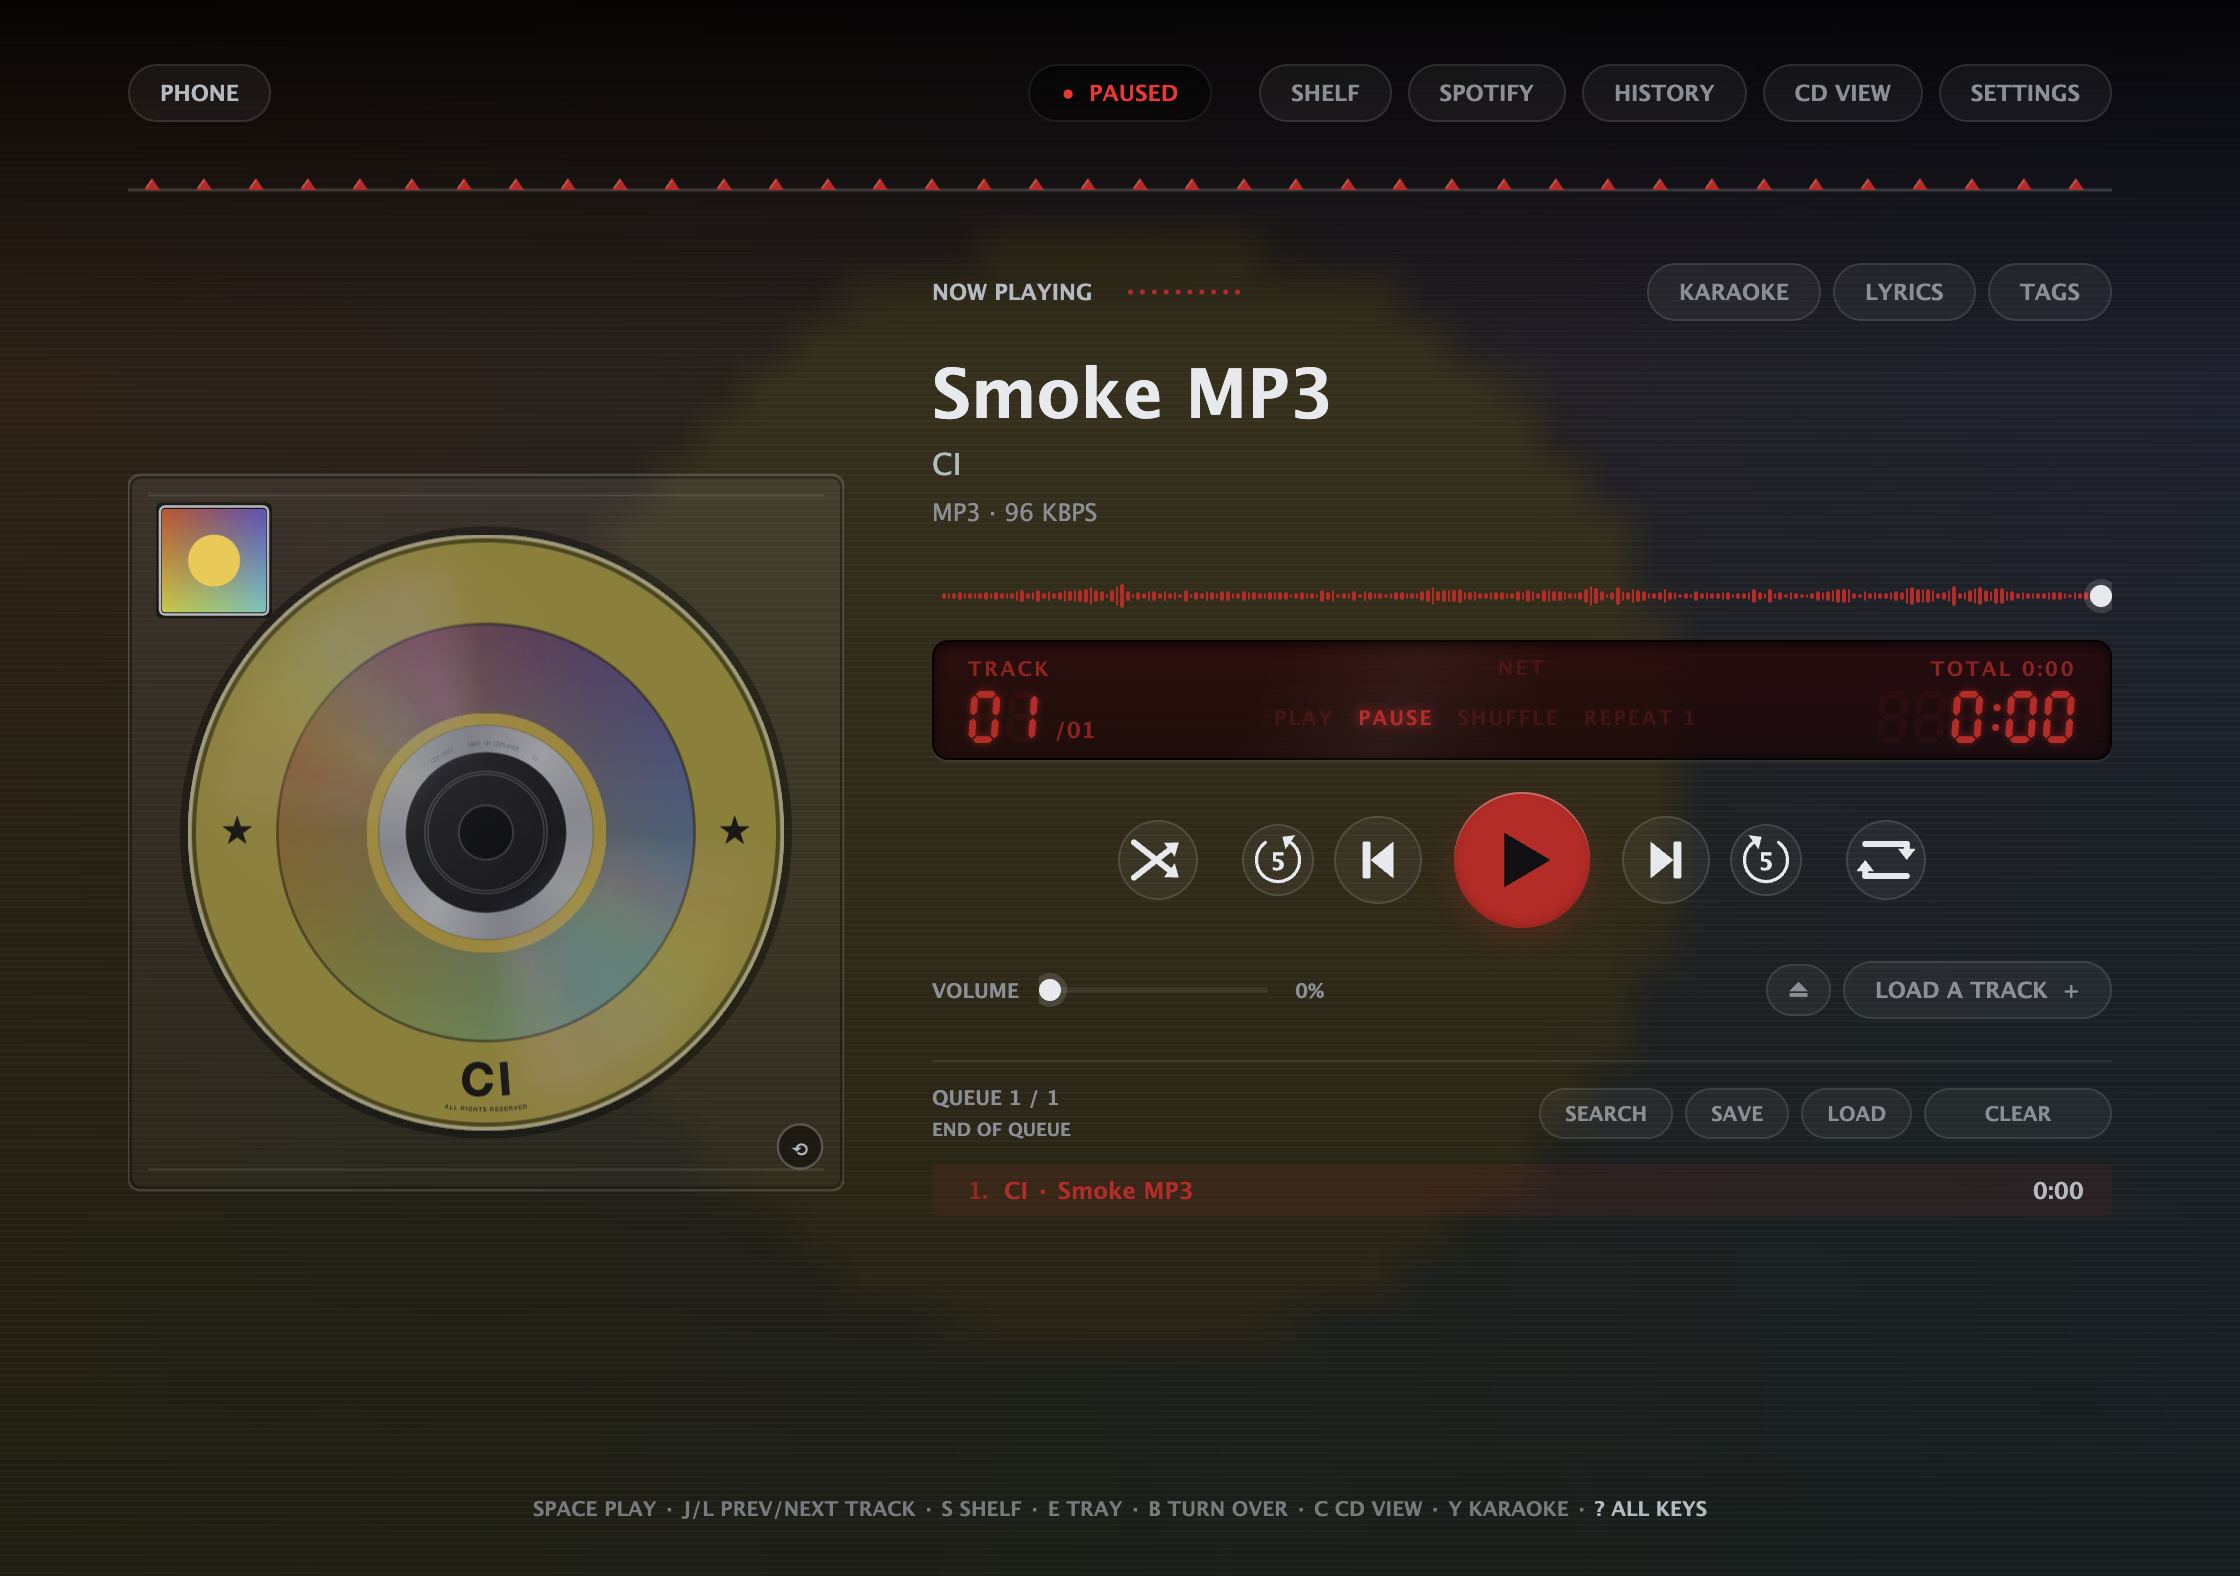 PHONE
• PAUSED
SHELF
SPOTIFY
HISTORY
CD VIEW
SETTINGS
NOW PLAYING
KARAOKE
LYRICS
TAGS
Smoke MP3
CI
MP3 · 96 KBPS
TRACK
NET
TOTAL 0:00
01 /01
PLAY PAUSE SHUFFLE REPEAT 1
0:00
5
5
VOLUME
0%
LOAD A TRACK +
QUEUE 1 / 1
END OF QUEUE
SEARCH
SAVE
LOAD
CLEAR
1. CI · Smoke MP3
0:00
CI
ALL RIGHTS RESERVED
SPACE PLAY · J/L PREV/NEXT TRACK · S SHELF · E TRAY · B TURN OVER · C CD VIEW · Y KARAOKE · ? ALL KEYS